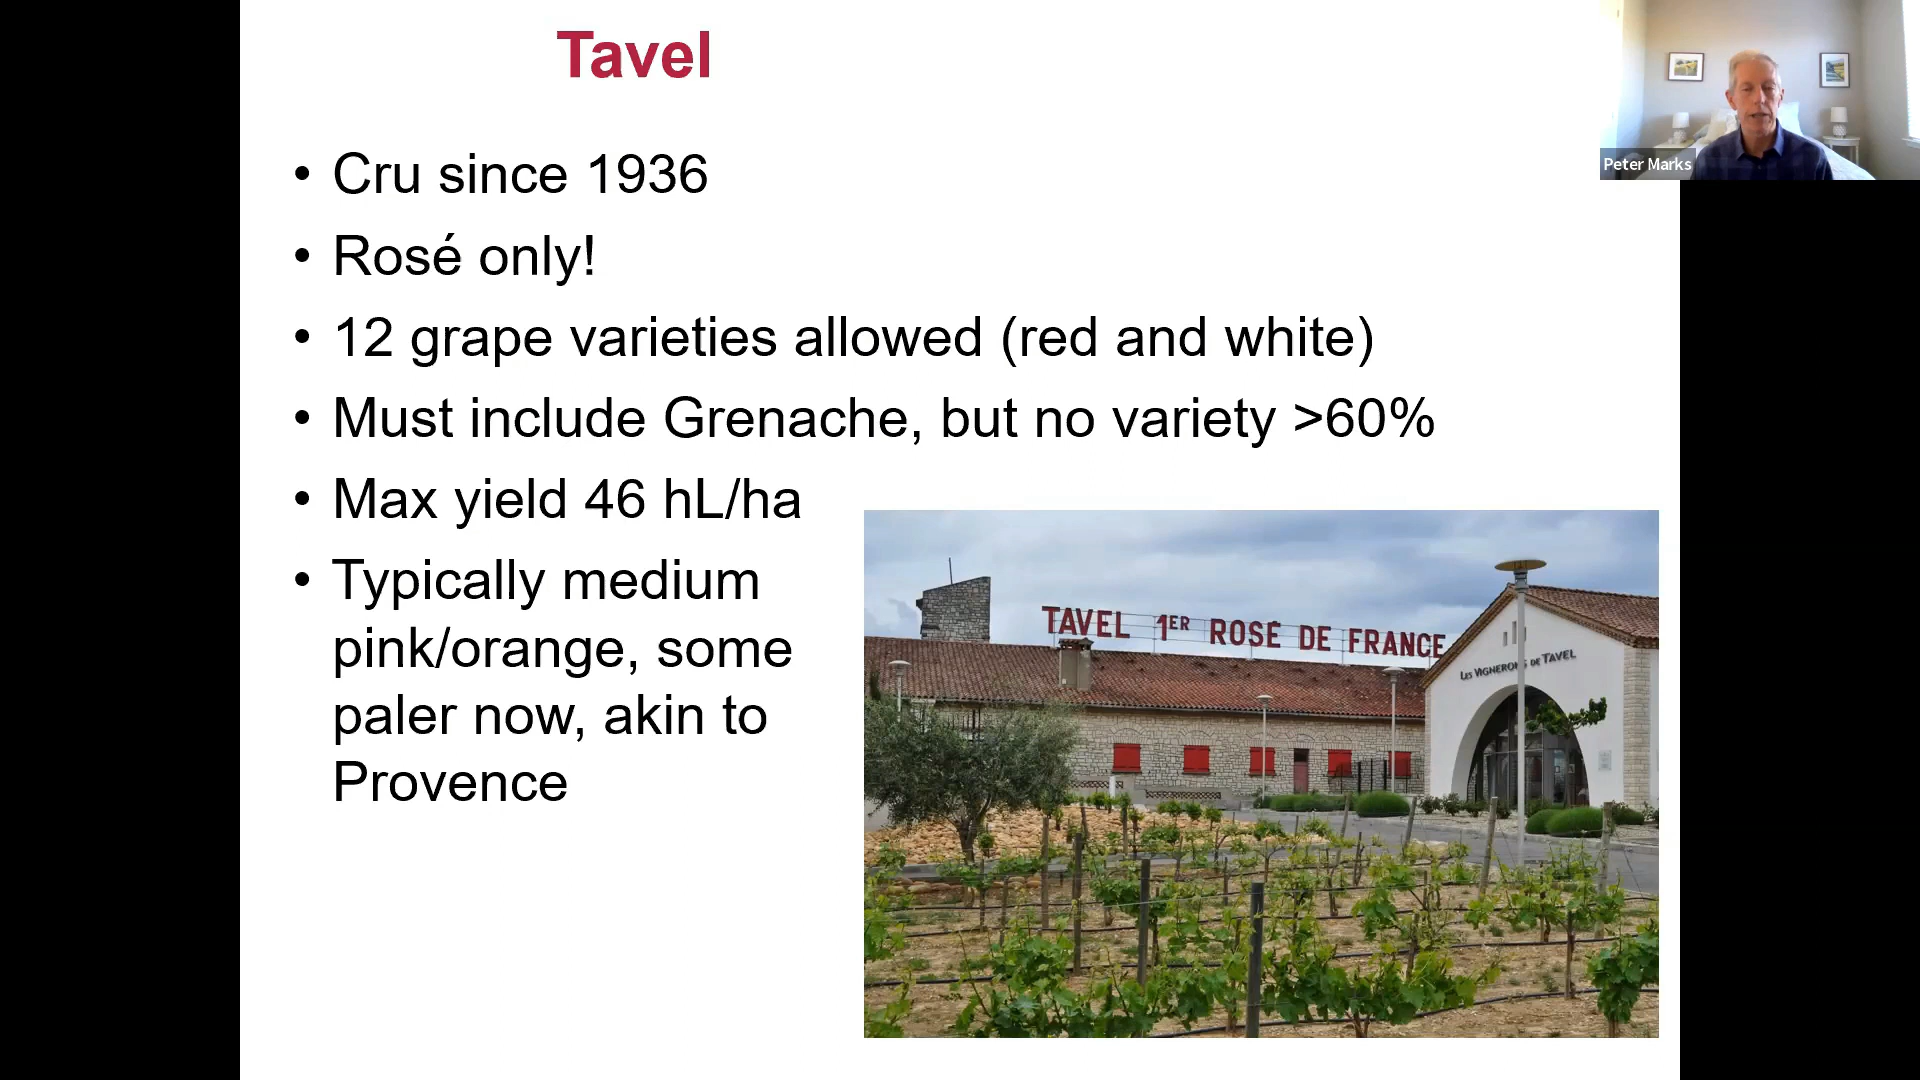 Tavel
Peter Marks
• Cru since 1936
• Rosé only!
• 12 grape varieties allowed (red and white)
• Must include Grenache, but no variety >60%
• Max yield 46 hL/ha
• Typically medium
pink/orange, some
paler now, akin to
Provence
TAVEL 1ER ROSÉ DE FRANCE
LES VIGNERONS DE TAVEL